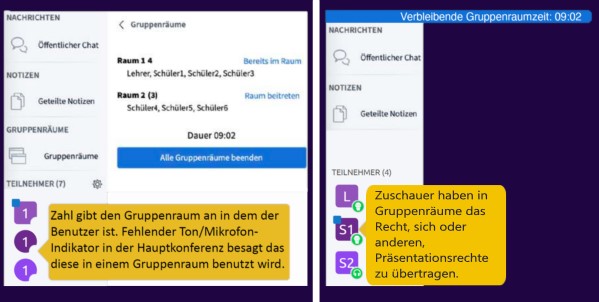 NACHRICHTEN
Öffentlicher Chat
NOTIZEN
Geteilte Notizen
GRUPPENRÄUME
Gruppenräume
TEILNEHMER (7)
1
1
1
Gruppenräume
Raum 1 4
Bereits im Raum
Lehrer, Schüler1, Schüler2, Schüler3
Raum 2 (3)
Raum beitreten
Schüler4, Schüler5, Schüler6
Dauer 09:02
Alle Gruppenräume beenden
Zahl gibt den Gruppenraum an in dem der
Benutzer ist. Fehlender Ton/Mikrofon-
Indikator in der Hauptkonferenz besagt das
diese in einem Gruppenraum benutzt wird.
Verbleibende Gruppenraumzeit: 09:02
NACHRICHTEN
Öffentlicher Chat
NOTIZEN
Geteilte Notizen
TEILNEHMER (4)
L
S1
S2
Zuschauer haben in
Gruppenräume das
Recht, sich oder
anderen,
Präsentationsrechte
zu übertragen.